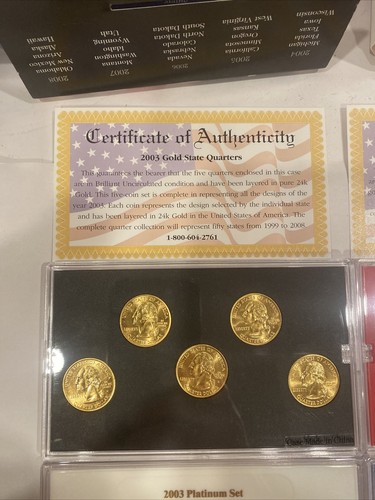 Michigan
Florida
Texas
Iowa
Wisconsin
2004
Minnesota
Oregon
Kansas
West Virginia
2005
Nevada
Nebraska
Colorado
North Dakota
South Dakota
2006
Washington
Idaho
Wyoming
Utah
2007
Oklahoma
New Mexico
Arizona
Alaska
Hawaii
2008
Certificate of Authenticity
2003 Gold State Quarters
This guarantees the bearer that the five quarters enclosed in this case
are in Brilliant Uncirculated condition and have been layered in pure 24k
Gold. This five-coin set is complete in representing all the designs of the
year 2003. Each coin represents the design selected by the individual state
and has been layered in 24k Gold in the United States of America. The
complete quarter collection will represent fifty states from 1999 to 2008.
1-800-604-2761
Case Made in China
2003 Platinum Set